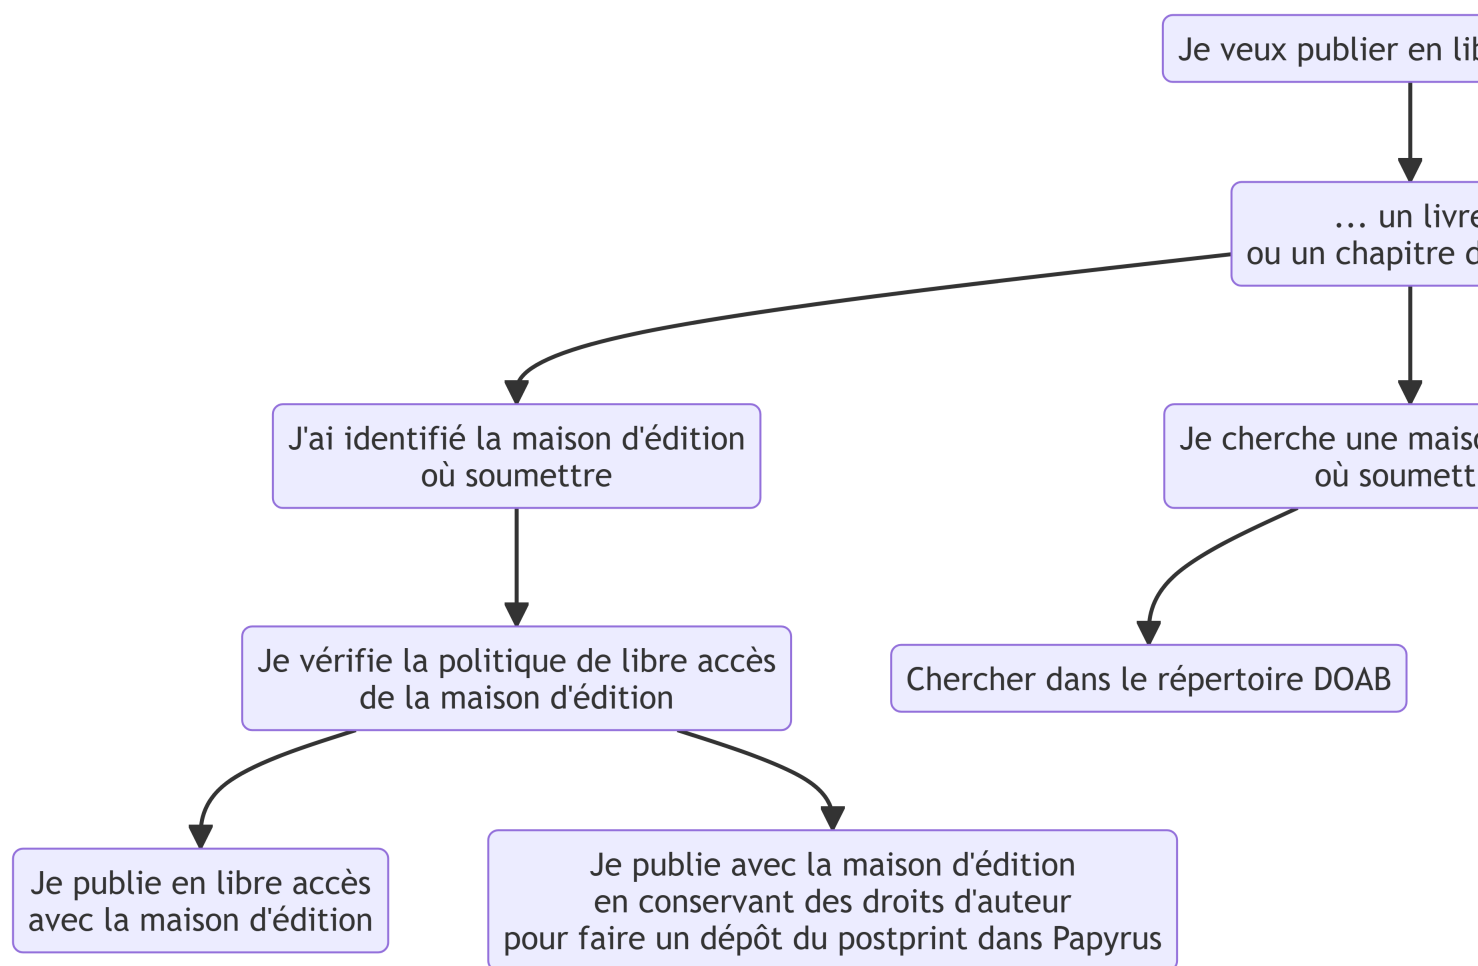 Je veux publier en
... un livre
ou un chapitre
J'ai identifié la maison d'édition
où soumettre
Je cherche une
où
Je vérifie la politique de libre accès
de la maison d'édition
Chercher dans le répertoire DOAB
Je publie en libre accès
avec la maison d'édition
Je publie avec la maison d'édition
en conservant des droits d'auteur
pour faire un dépôt du postprint dans Papyrus